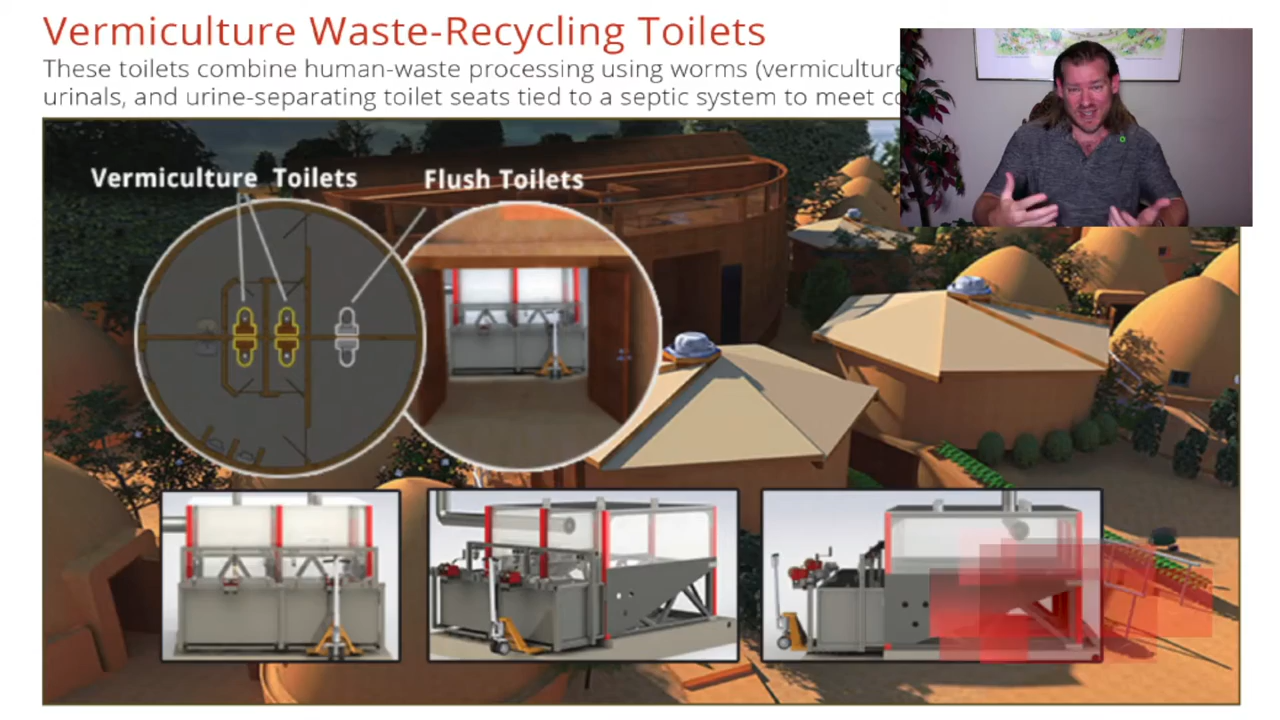 Vermiculture Waste-Recycling Toilets
These toilets combine human-waste processing using worms (vermiculture
urinals, and urine-separating toilet seats tied to a septic system to meet
Vermiculture Toilets
Flush Toilets